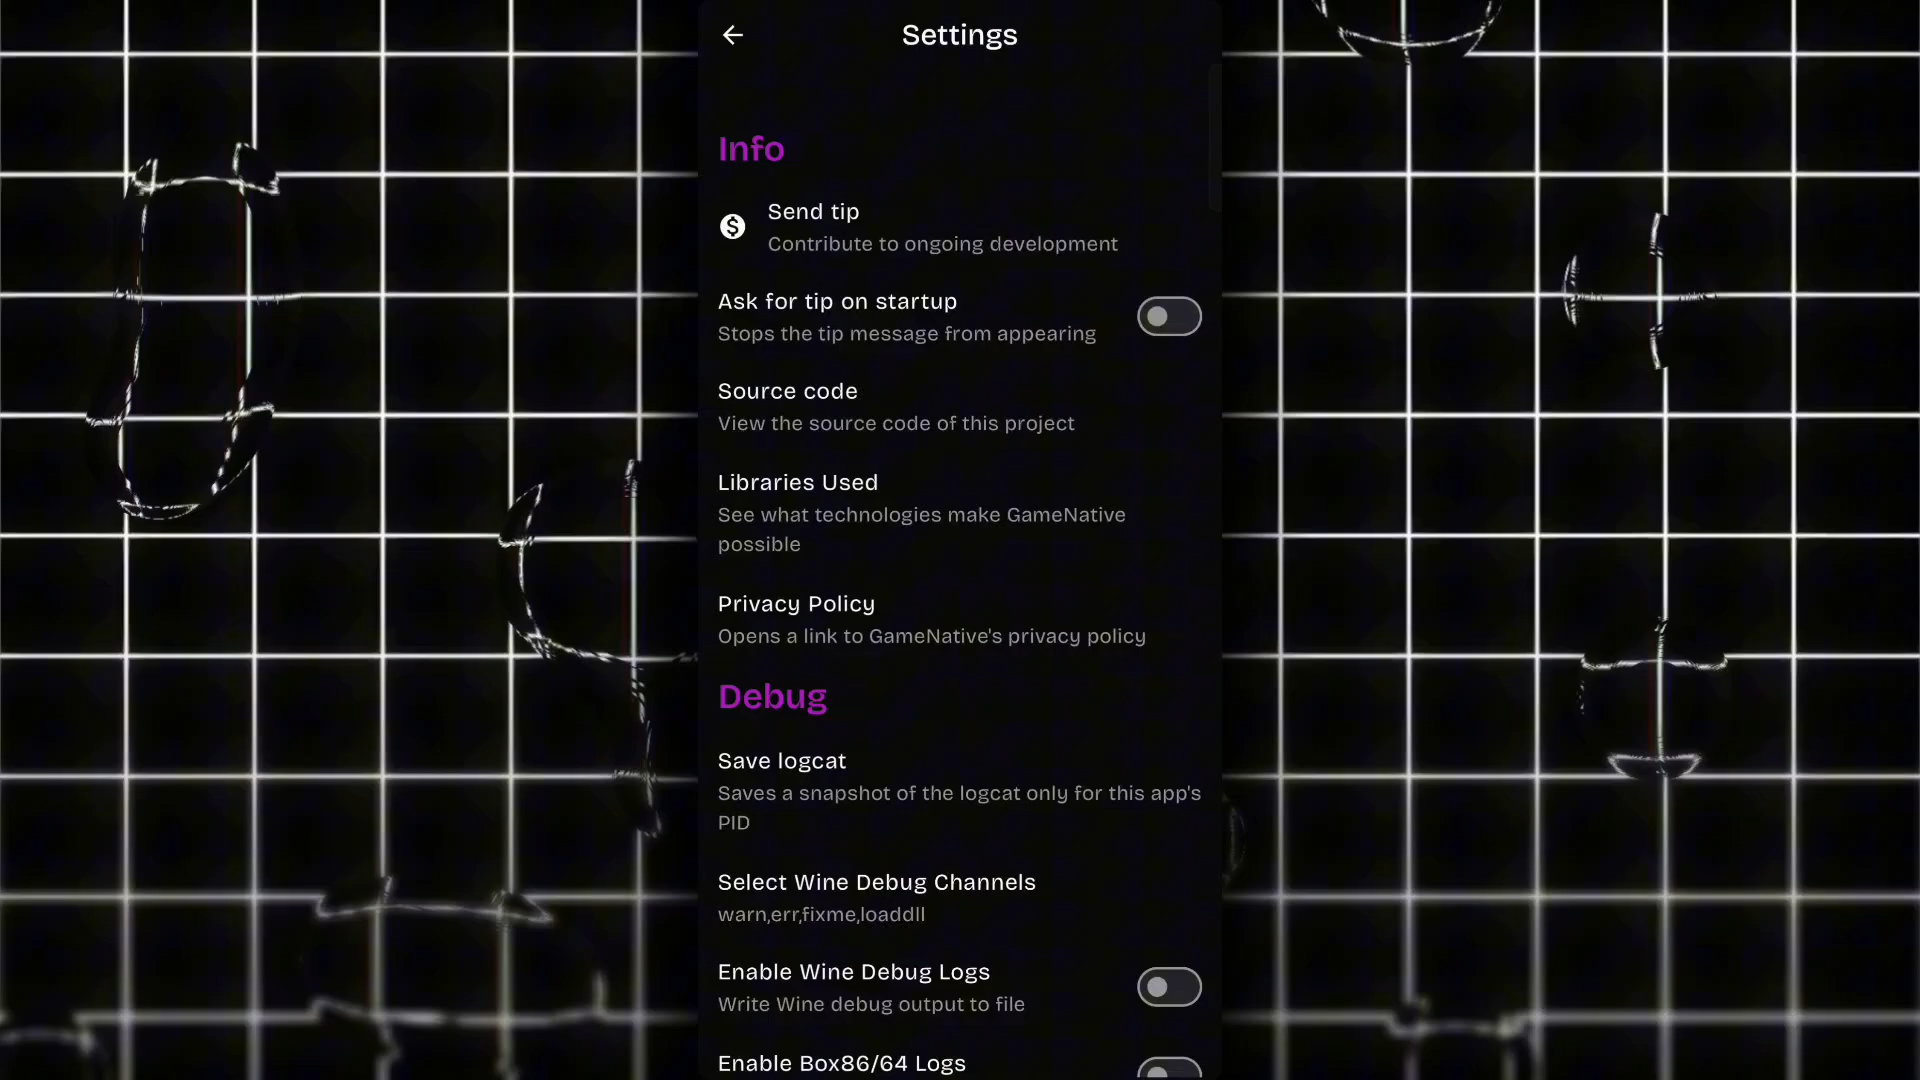 Settings
Info
Send tip
Contribute to ongoing development
Ask for tip on startup
Stops the tip message from appearing
Source code
View the source code of this project
Libraries Used
See what technologies make GameNative
possible
Privacy Policy
Opens a link to GameNative's privacy policy
Debug
Save logcat
Saves a snapshot of the logcat only for this app's
PID
Select Wine Debug Channels
warn,err,fixme,loaddll
Enable Wine Debug Logs
Write Wine debug output to file
Enable Box86/64 Logs